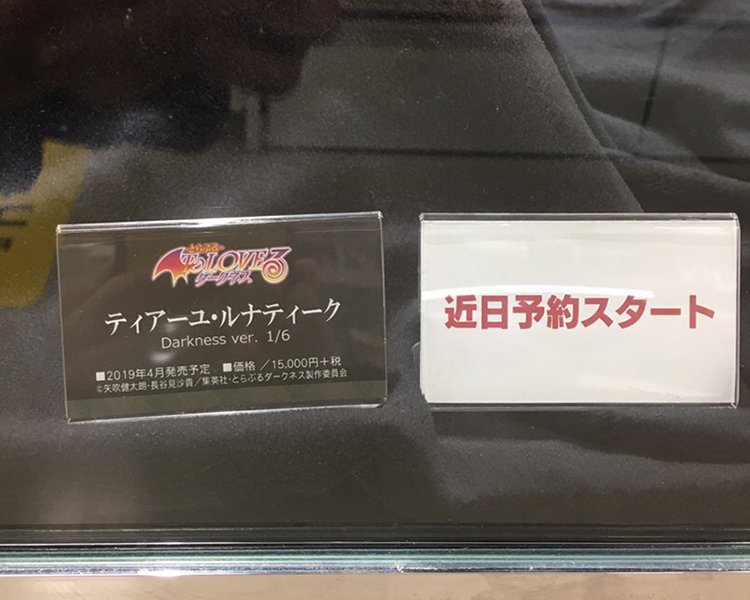 とらぶる
To LOVEる
ダークネス
ティアーユ・ルナティーク
Darkness ver. 1/6
■2019年4月発売予定 ■価格／15,000円+税
©矢吹健太朗・長谷見沙貴／集英社・とらぶるダークネス製作委員会
近日予約スタート